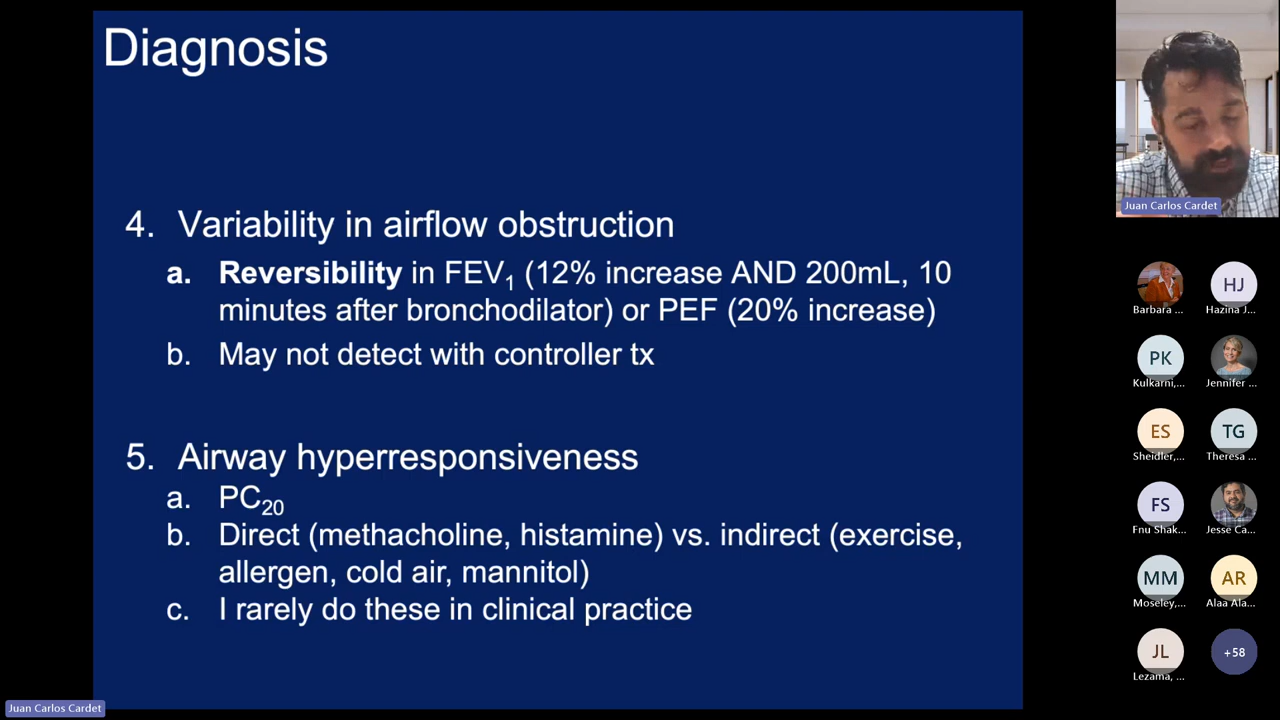 Diagnosis
4. Variability in airflow obstruction
a. Reversibility in FEV₁ (12% increase AND 200mL, 10
minutes after bronchodilator) or PEF (20% increase)
b. May not detect with controller tx
5. Airway hyperresponsiveness
a. PC₂₀
b. Direct (methacholine, histamine) vs. indirect (exercise,
allergen, cold air, mannitol)
c. I rarely do these in clinical practice
Juan Carlos Cardet
Juan Carlos Cardet
Barbara ...
HJ
Hazina J...
PK
Kulkarni,...
Jennifer ...
ES
Sheidler,...
TG
Theresa ...
FS
Fnu Shak...
Jesse Ca...
MM
Moseley,...
AR
Alaa Ala...
JL
Lezama, ...
+58